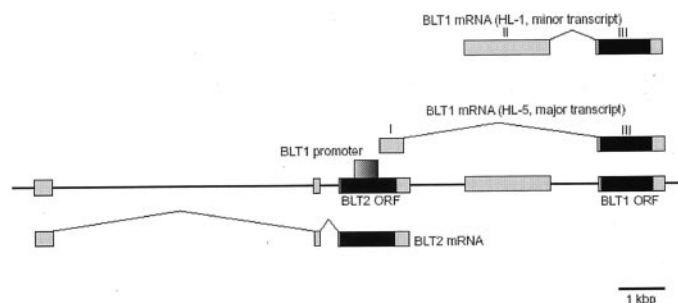 BLT1 mRNA (HL-1, minor transcript)
II III
BLT1 mRNA (HL-5, major transcript)
I III
BLT1 promoter
BLT2 ORF BLT1 ORF
BLT2 mRNA
1 kbp